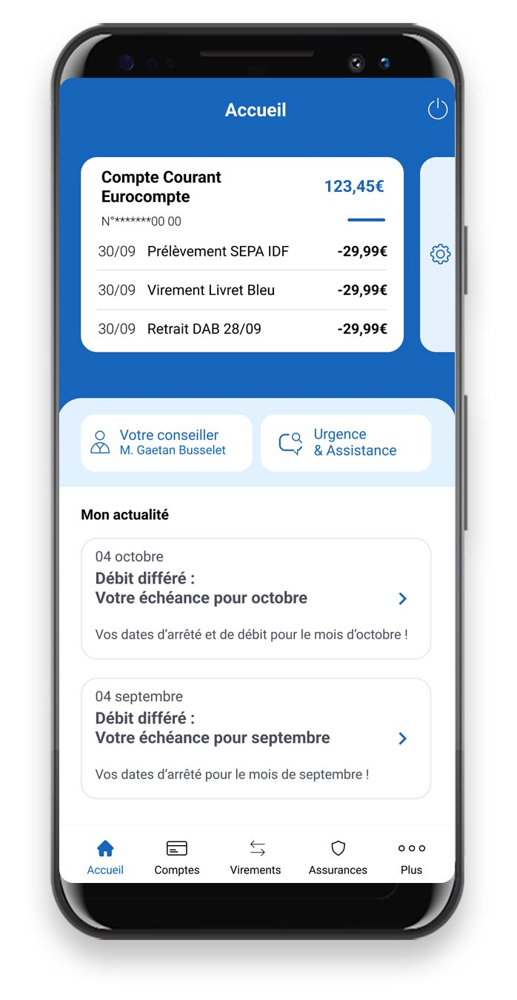 Accueil
Compte Courant
Eurocompte
123,45€
N°*******00 00
30/09 Prélèvement SEPA IDF -29,99€
30/09 Virement Livret Bleu -29,99€
30/09 Retrait DAB 28/09 -29,99€
Votre conseiller
M. Gaetan Busselet
Urgence
& Assistance
Mon actualité
04 octobre
Débit différé :
Votre échéance pour octobre
Vos dates d’arrêté et de débit pour le mois d’octobre !
04 septembre
Débit différé :
Votre échéance pour septembre
Vos dates d’arrêté pour le mois de septembre !
Accueil Comptes Virements Assurances Plus